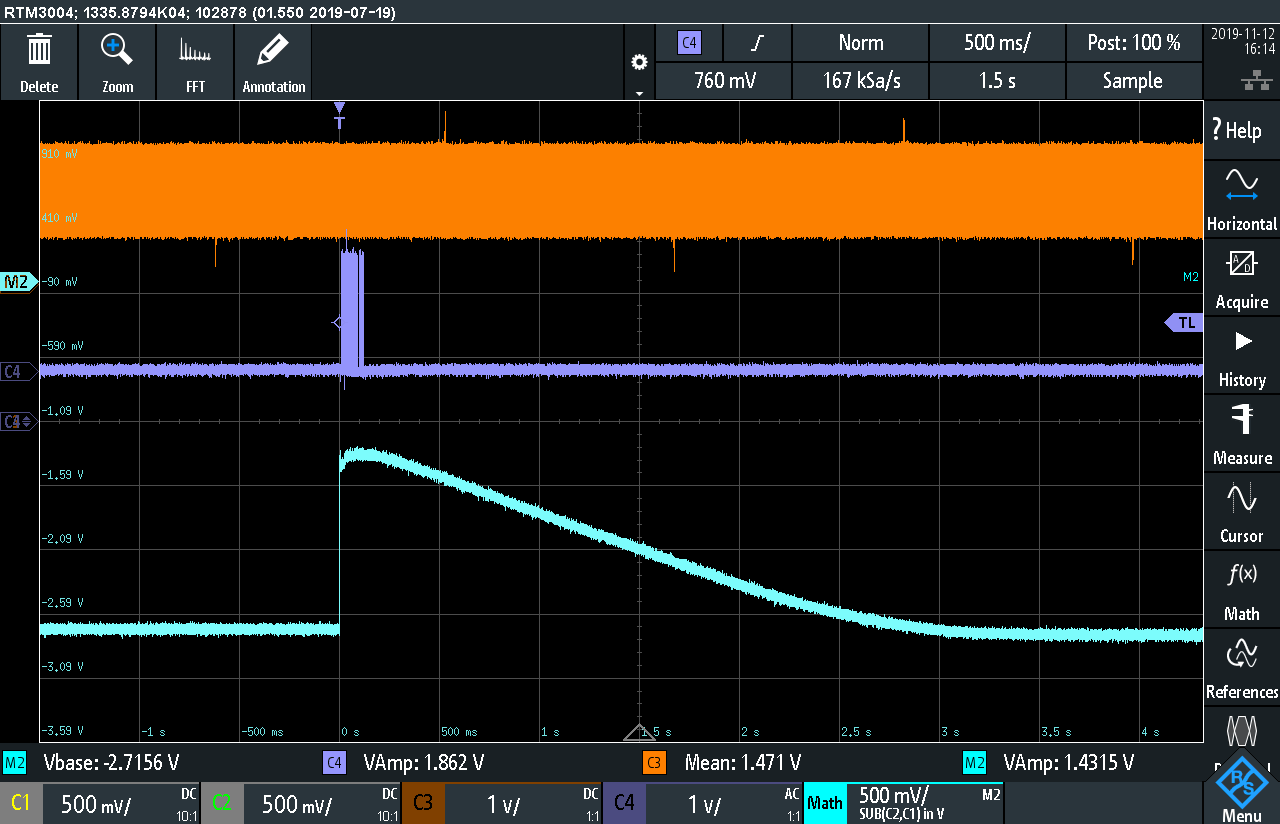 RTM3004; 1335.8794K04; 102878 (01.550 2019-07-19)
Delete Zoom FFT Annotation
C4 Norm 500 ms/ Post: 100 %
760 mV 167 kSa/s 1.5 s Sample
2019-11-12
16:14
T
910 mV
410 mV
M2 -90 mV M2
-590 mV TL
C4
-1.09 V
-1.59 V
-2.09 V
-2.59 V
-3.09 V
-3.59 V -1 s -500 ms 0 s 500 ms 1 s 1.5 s 2 s 2.5 s 3 s 3.5 s 4 s
? Help
Horizontal
A/D
Acquire
History
Measure
Cursor
f(x)
Math
References
M2 Vbase: -2.7156 V C4 VAmp: 1.862 V C3 Mean: 1.471 V M2 VAmp: 1.4315 V
C1 500 mV/ DC 10:1
C2 500 mV/ DC 10:1
C3 1 V/ DC 1:1
C4 1 V/ AC 1:1
Math 500 mV/ M2
SUB(C2,C1) in V
R&S
Menu